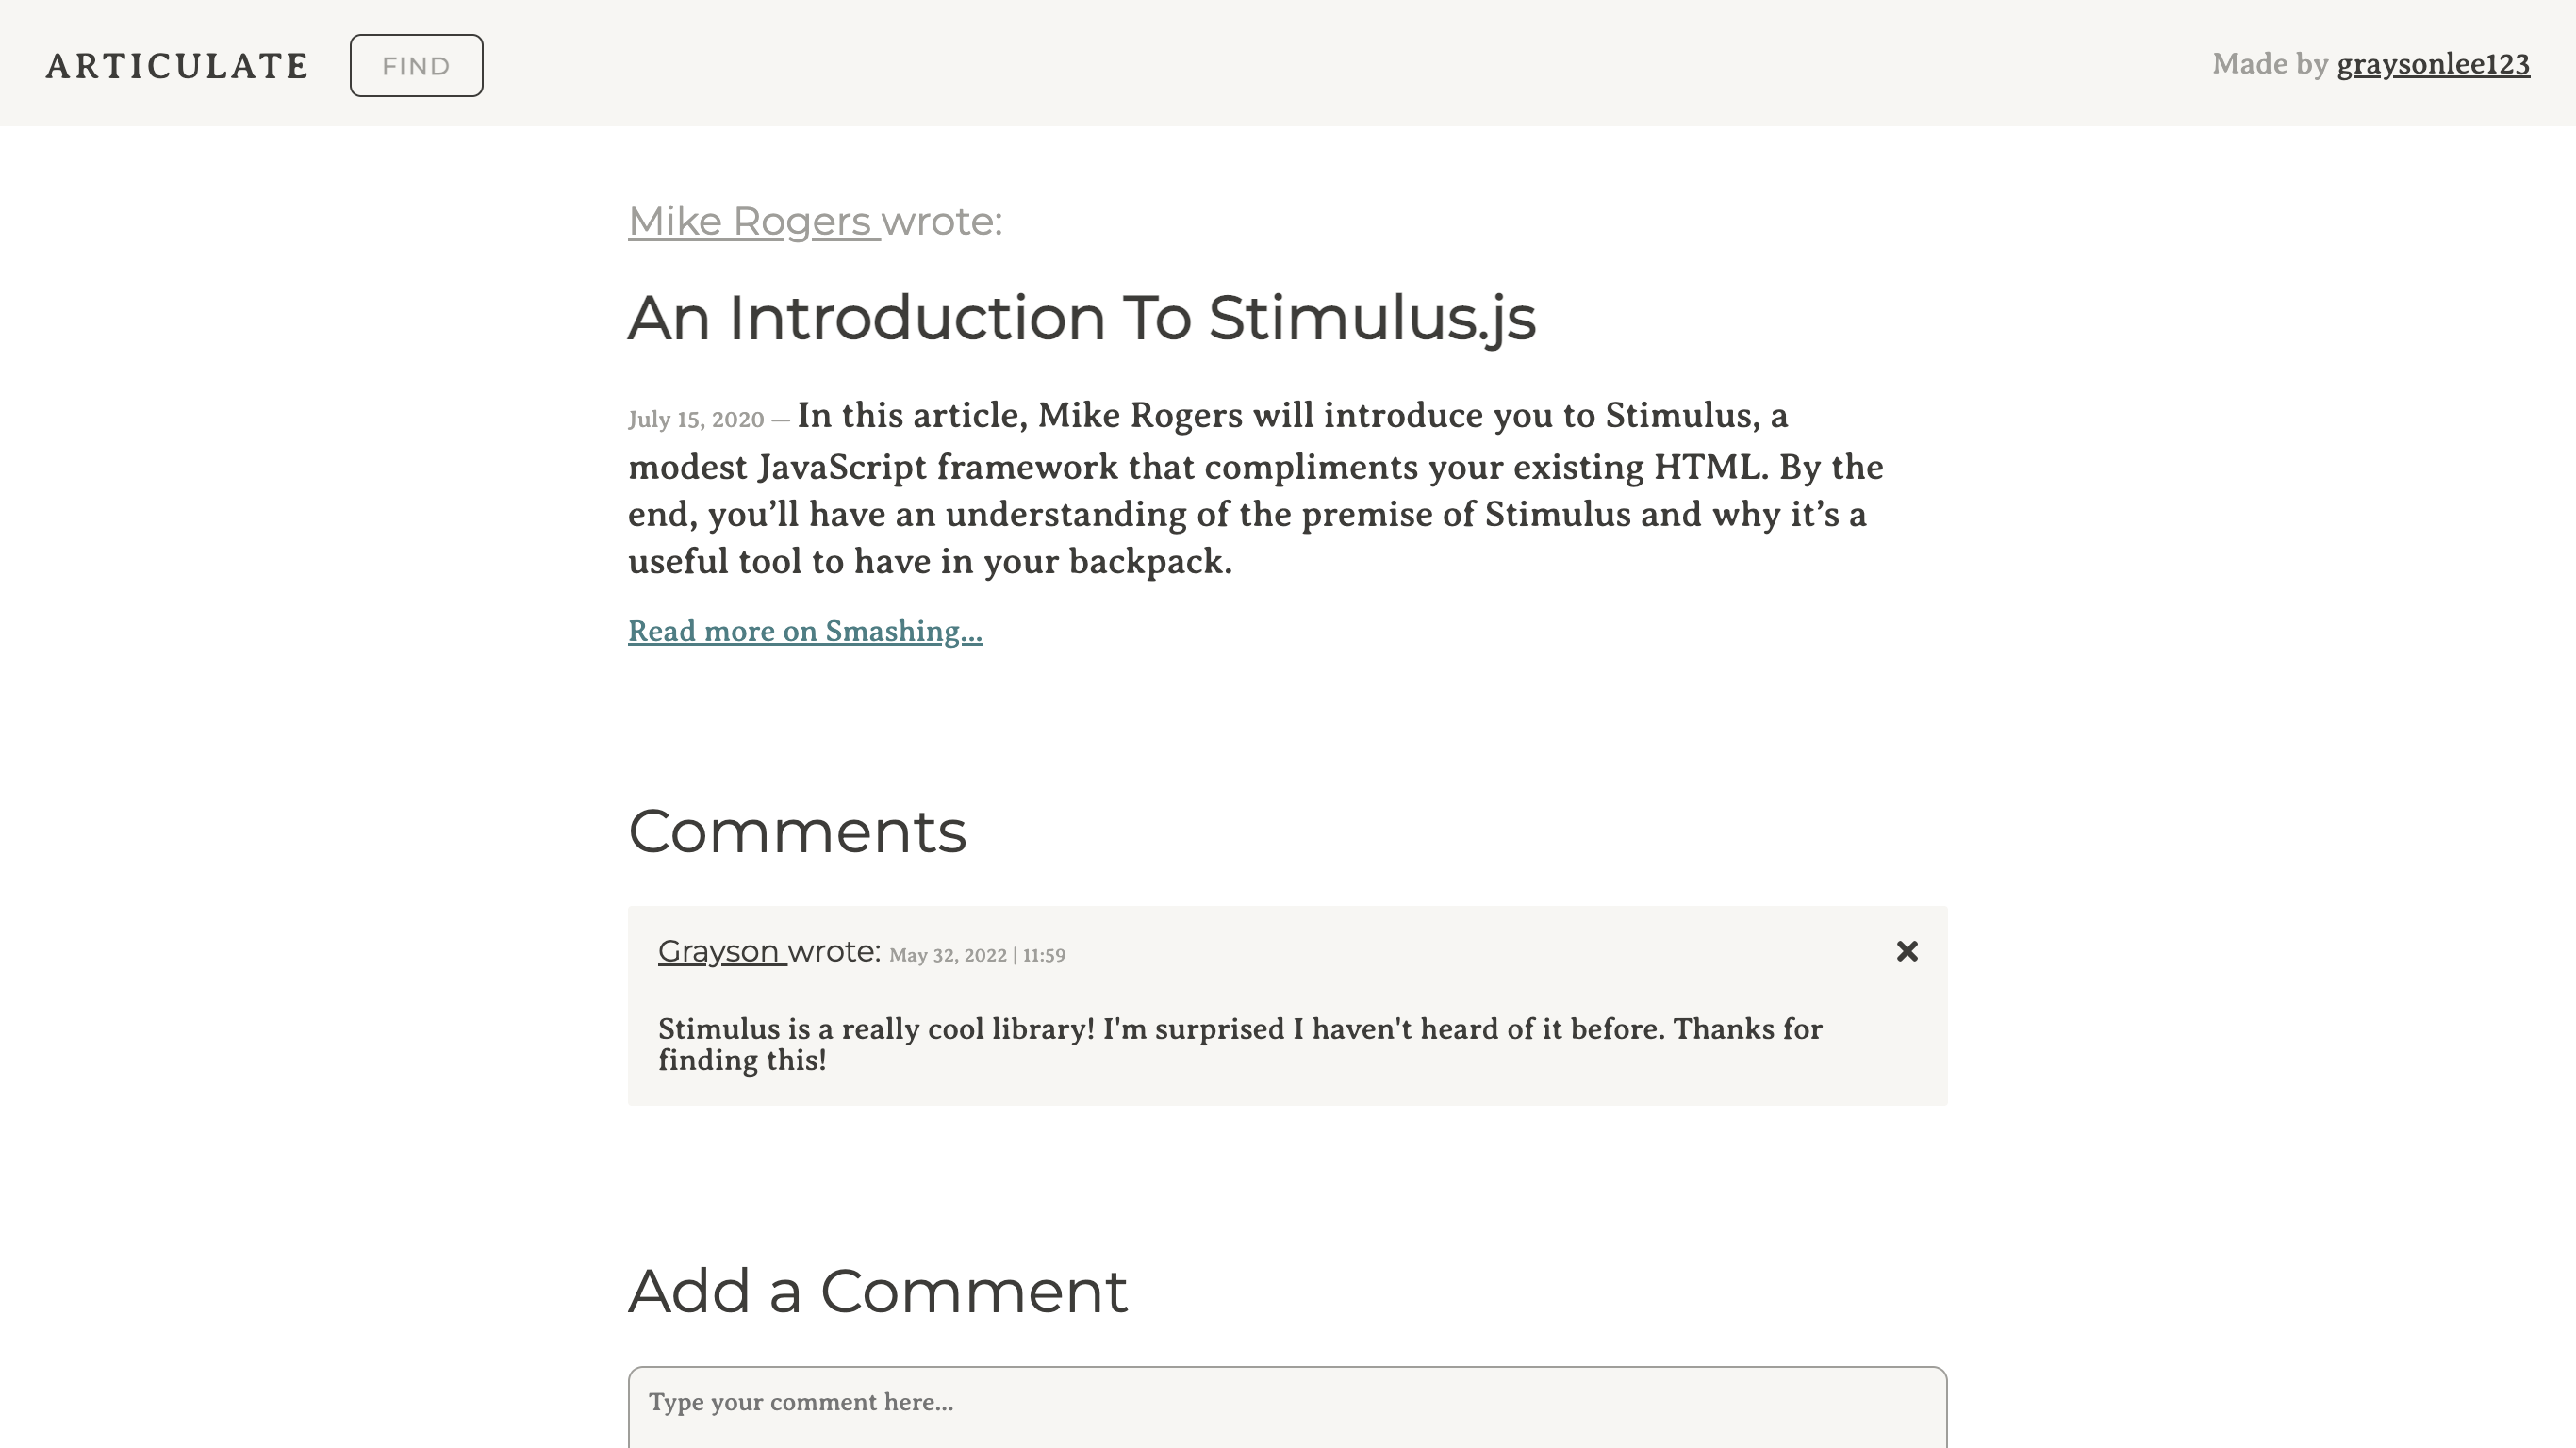 ARTICULATE
FIND
Made by graysonlee123
Mike Rogers wrote:
An Introduction To Stimulus.js
July 15, 2020 — In this article, Mike Rogers will introduce you to Stimulus, a
modest JavaScript framework that compliments your existing HTML. By the
end, you’ll have an understanding of the premise of Stimulus and why it’s a
useful tool to have in your backpack.
Read more on Smashing...
Comments
Grayson wrote: May 32, 2022 | 11:59
Stimulus is a really cool library! I'm surprised I haven't heard of it before. Thanks for
finding this!
Add a Comment
Type your comment here...